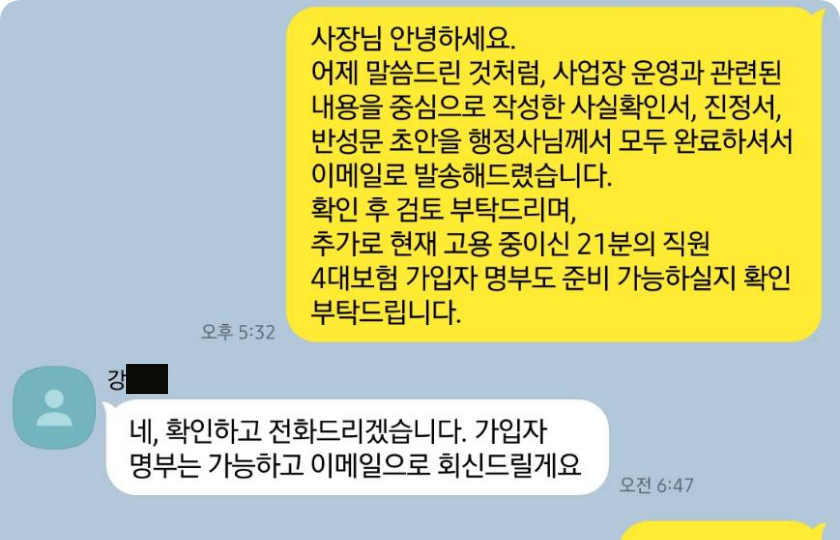 사장님 안녕하세요.
어제 말씀드린 것처럼, 사업장 운영과 관련된
내용을 중심으로 작성한 사실확인서, 진정서,
반성문 초안을 행정사님께서 모두 완료하셔서
이메일로 발송해드렸습니다.
확인 후 검토 부탁드리며,
추가로 현재 고용 중이신 21분의 직원
4대보험 가입자 명부도 준비 가능하실지 확인
부탁드립니다.
오후 5:32
강
네, 확인하고 전화드리겠습니다. 가입자
명부는 가능하고 이메일으로 회신드릴게요
오전 6:47